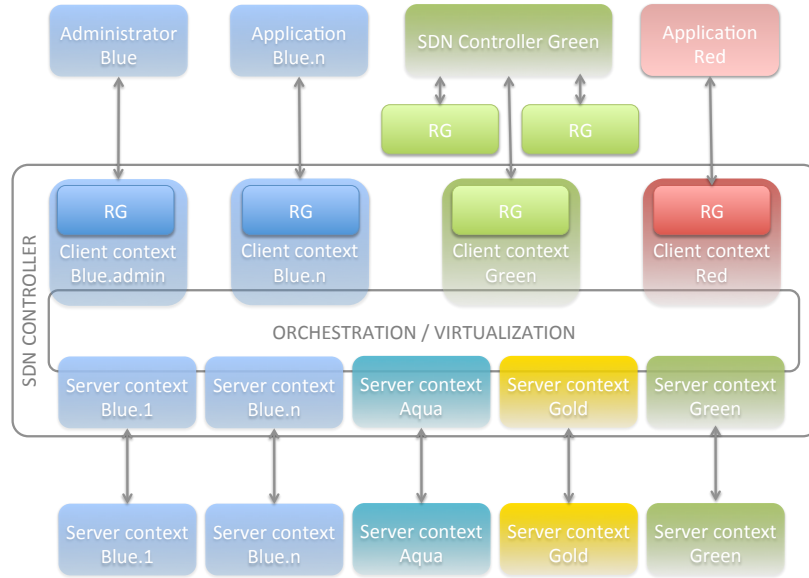 Administrator
Blue
Application
Blue.n
SDN Controller Green
Application
Red
RG
RG
RG
Client context
Blue.admin
RG
Client context
Blue.n
RG
Client context
Green
RG
Client context
Red
SDN CONTROLLER
ORCHESTRATION / VIRTUALIZATION
Server context
Blue.1
Server context
Blue.n
Server context
Aqua
Server context
Gold
Server context
Green
Server context
Blue.1
Server context
Blue.n
Server context
Aqua
Server context
Gold
Server context
Green